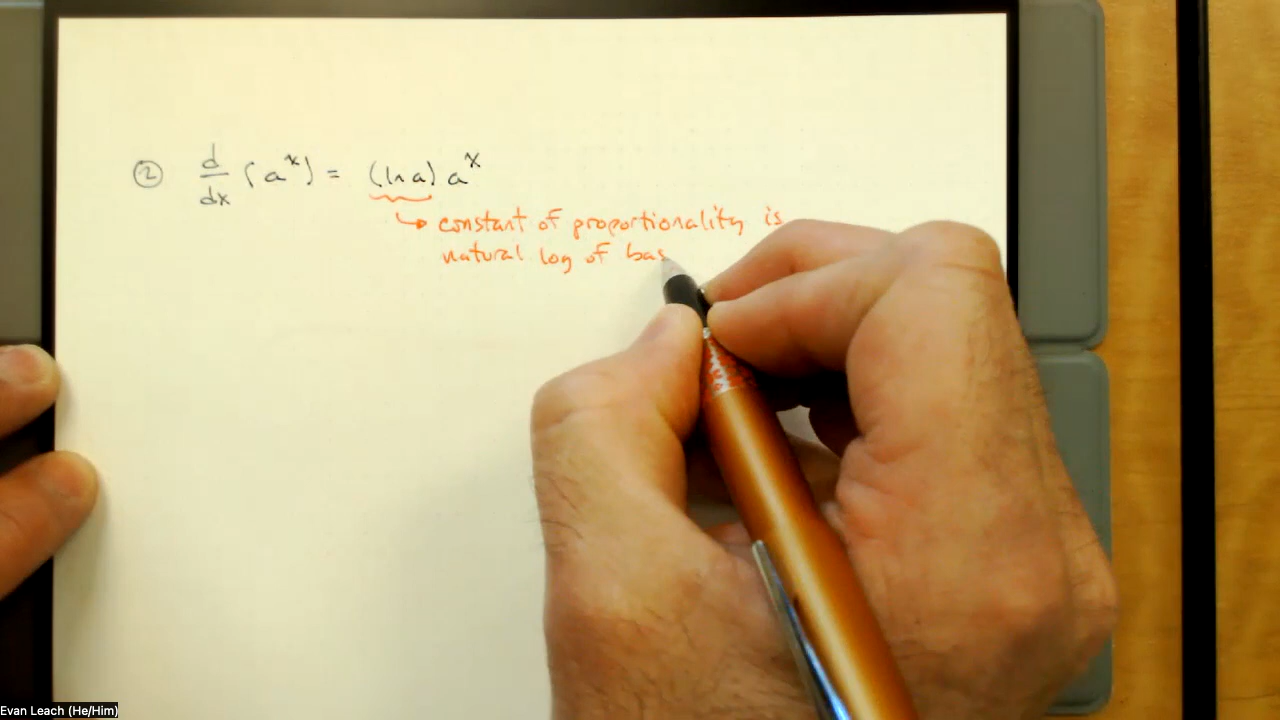 ② d/dx (a^x) = (ln a) a^x
↳ constant of proportionality is
natural log of bas
Evan Leach (He/Him)